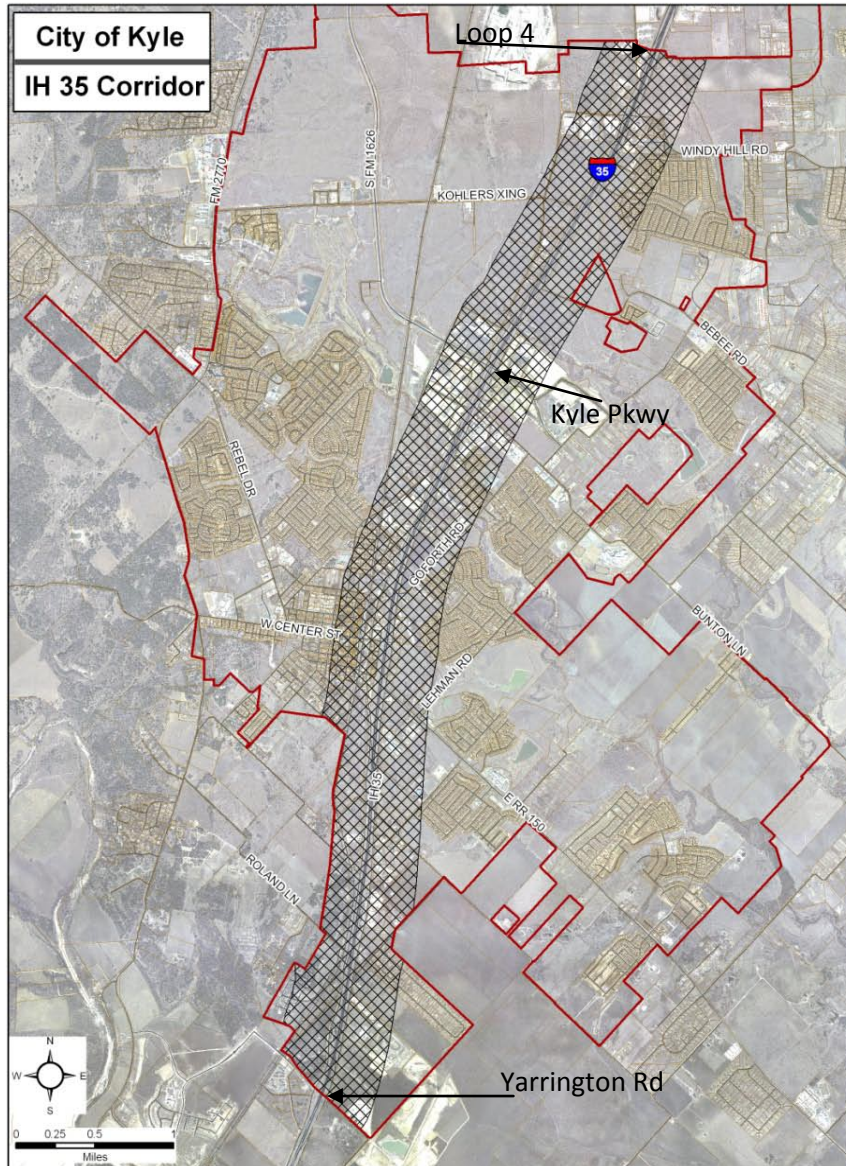 City of Kyle
IH 35 Corridor
Loop 4
WINDY HILL RD
35
FM 2770
S FM 1626
KOHLERS XING
BEBEE RD
Kyle Pkwy
REBEL DR
GOFORTH RD
W CENTER ST
BUNTON LN
LEHMAN RD
IH 35
E RR 150
ROLAND LN
N
W E
S
Yarrington Rd
0 0.25 0.5 1
Miles